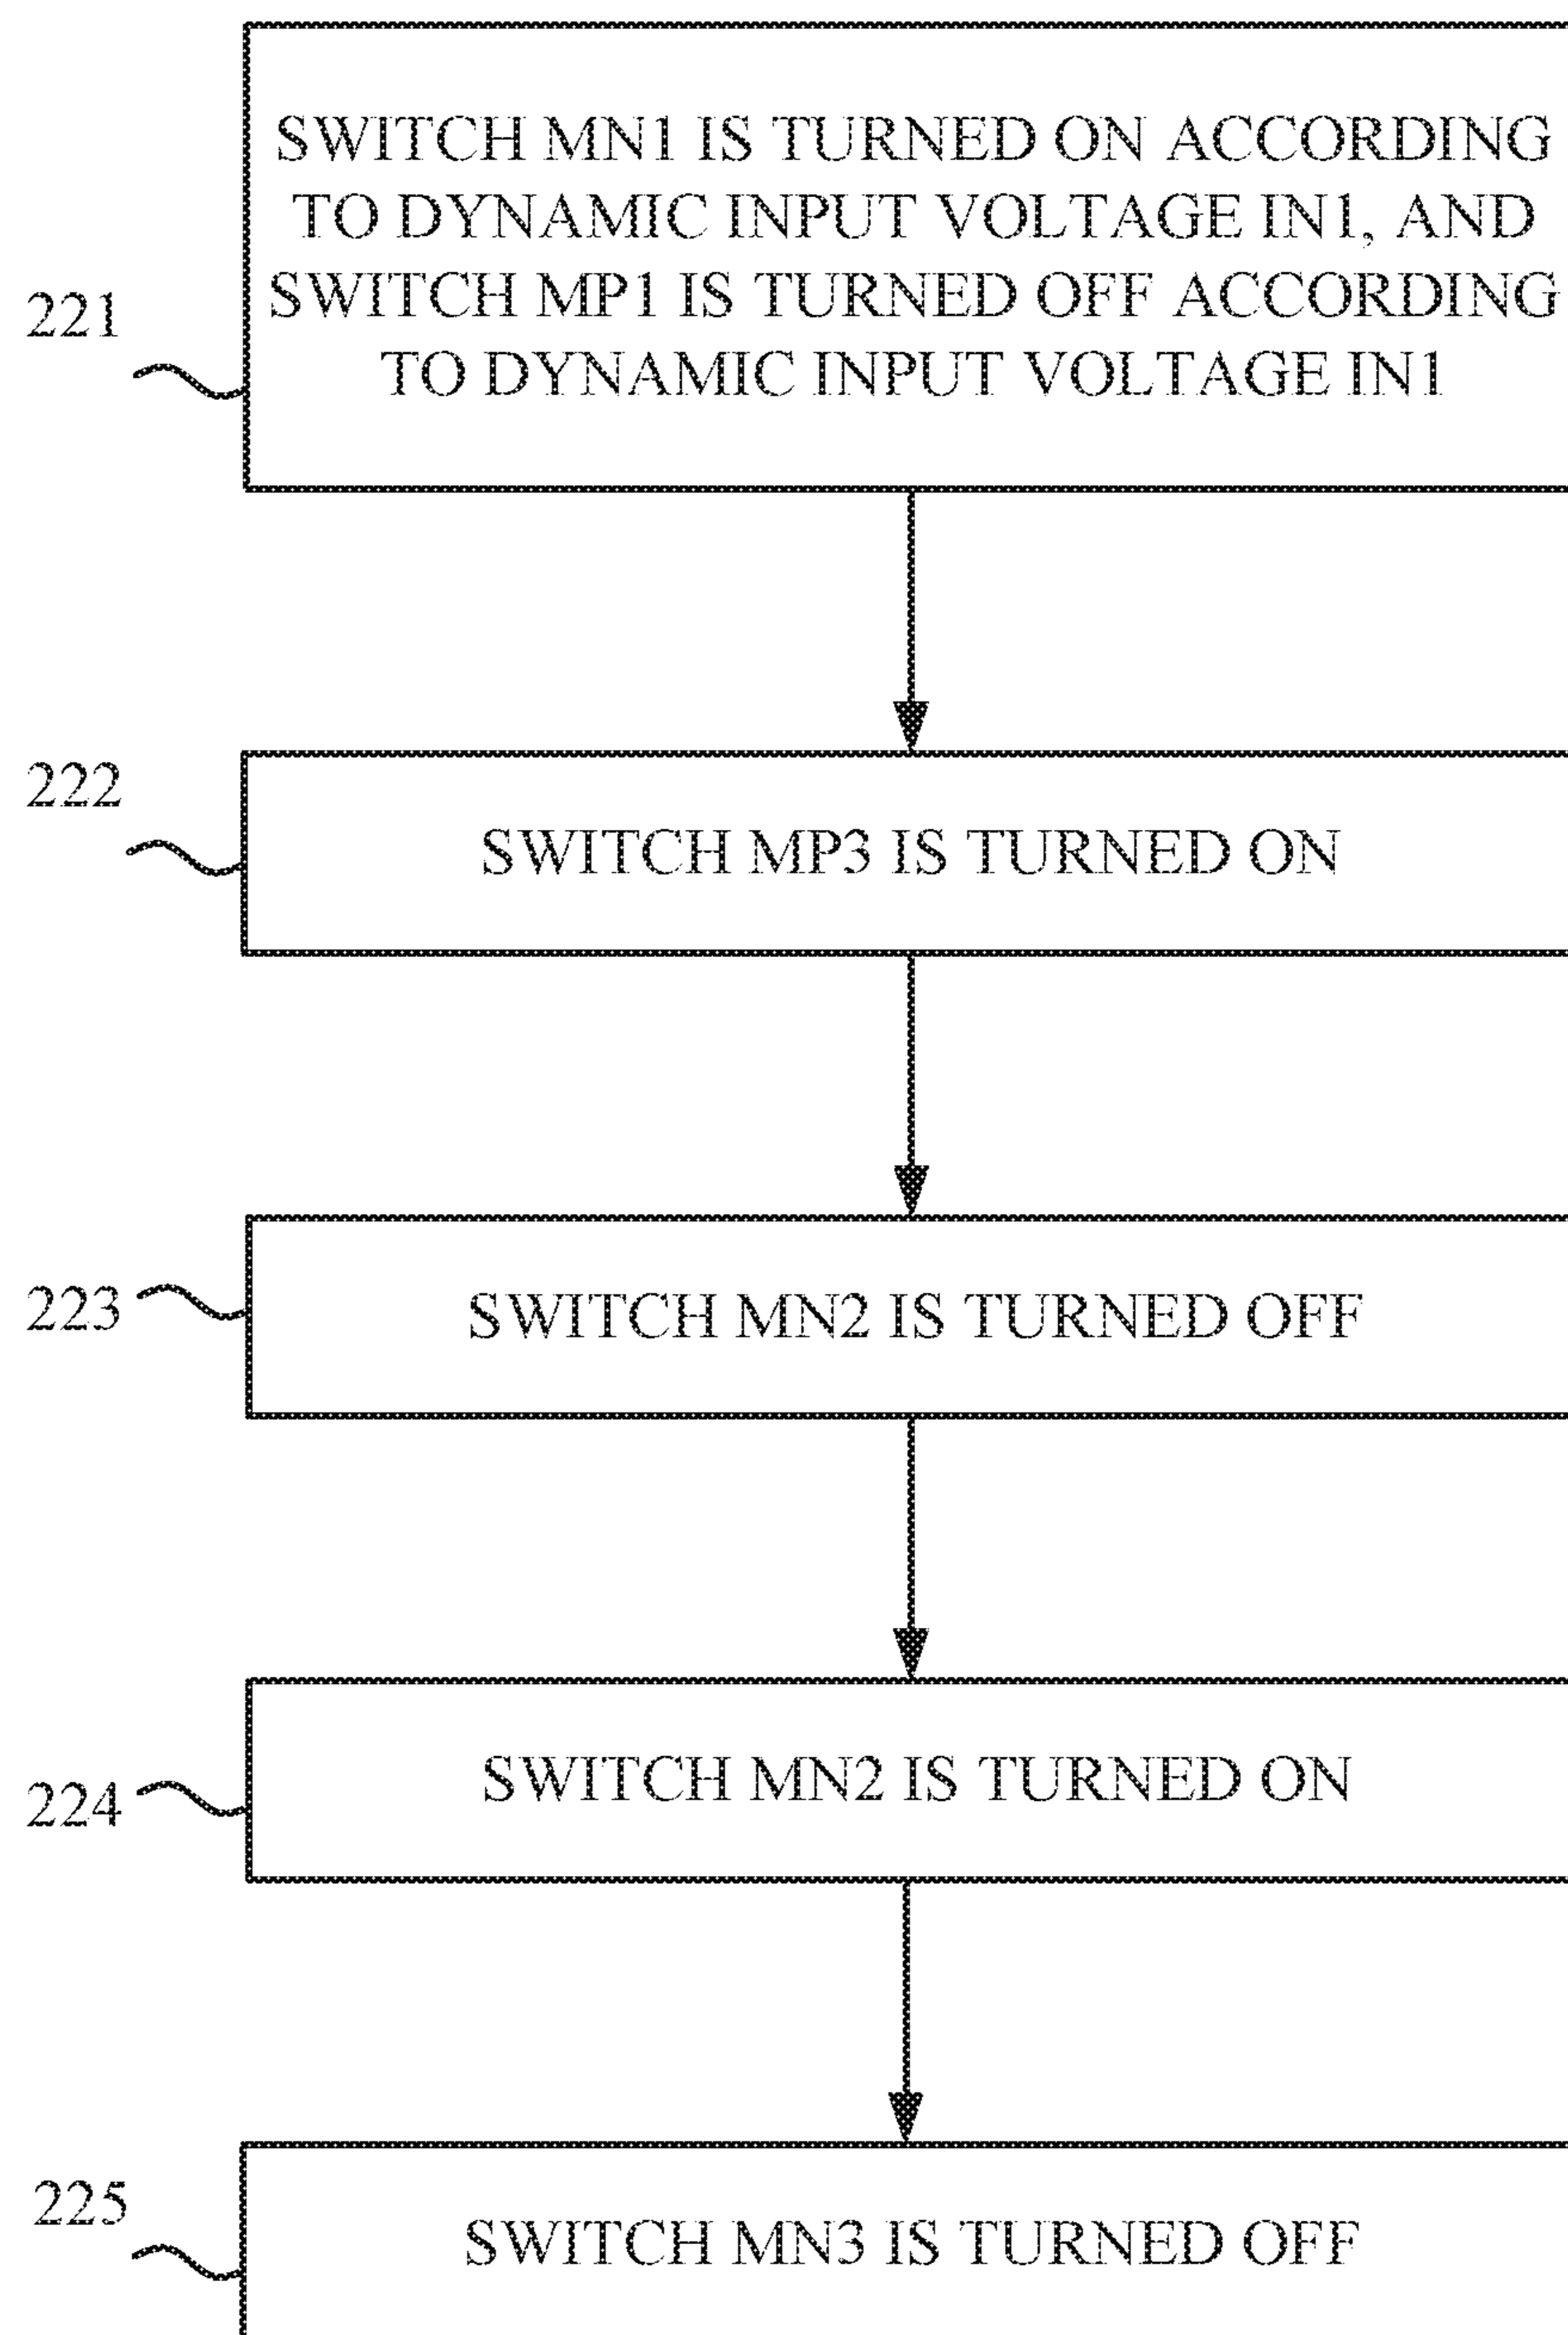 SWITCH MN1 IS TURNED ON ACCORDING
TO DYNAMIC INPUT VOLTAGE IN1, AND
SWITCH MP1 IS TURNED OFF ACCORDING
TO DYNAMIC INPUT VOLTAGE IN1
221
222
SWITCH MP3 IS TURNED ON
223
SWITCH MN2 IS TURNED OFF
224
SWITCH MN2 IS TURNED ON
225
SWITCH MN3 IS TURNED OFF